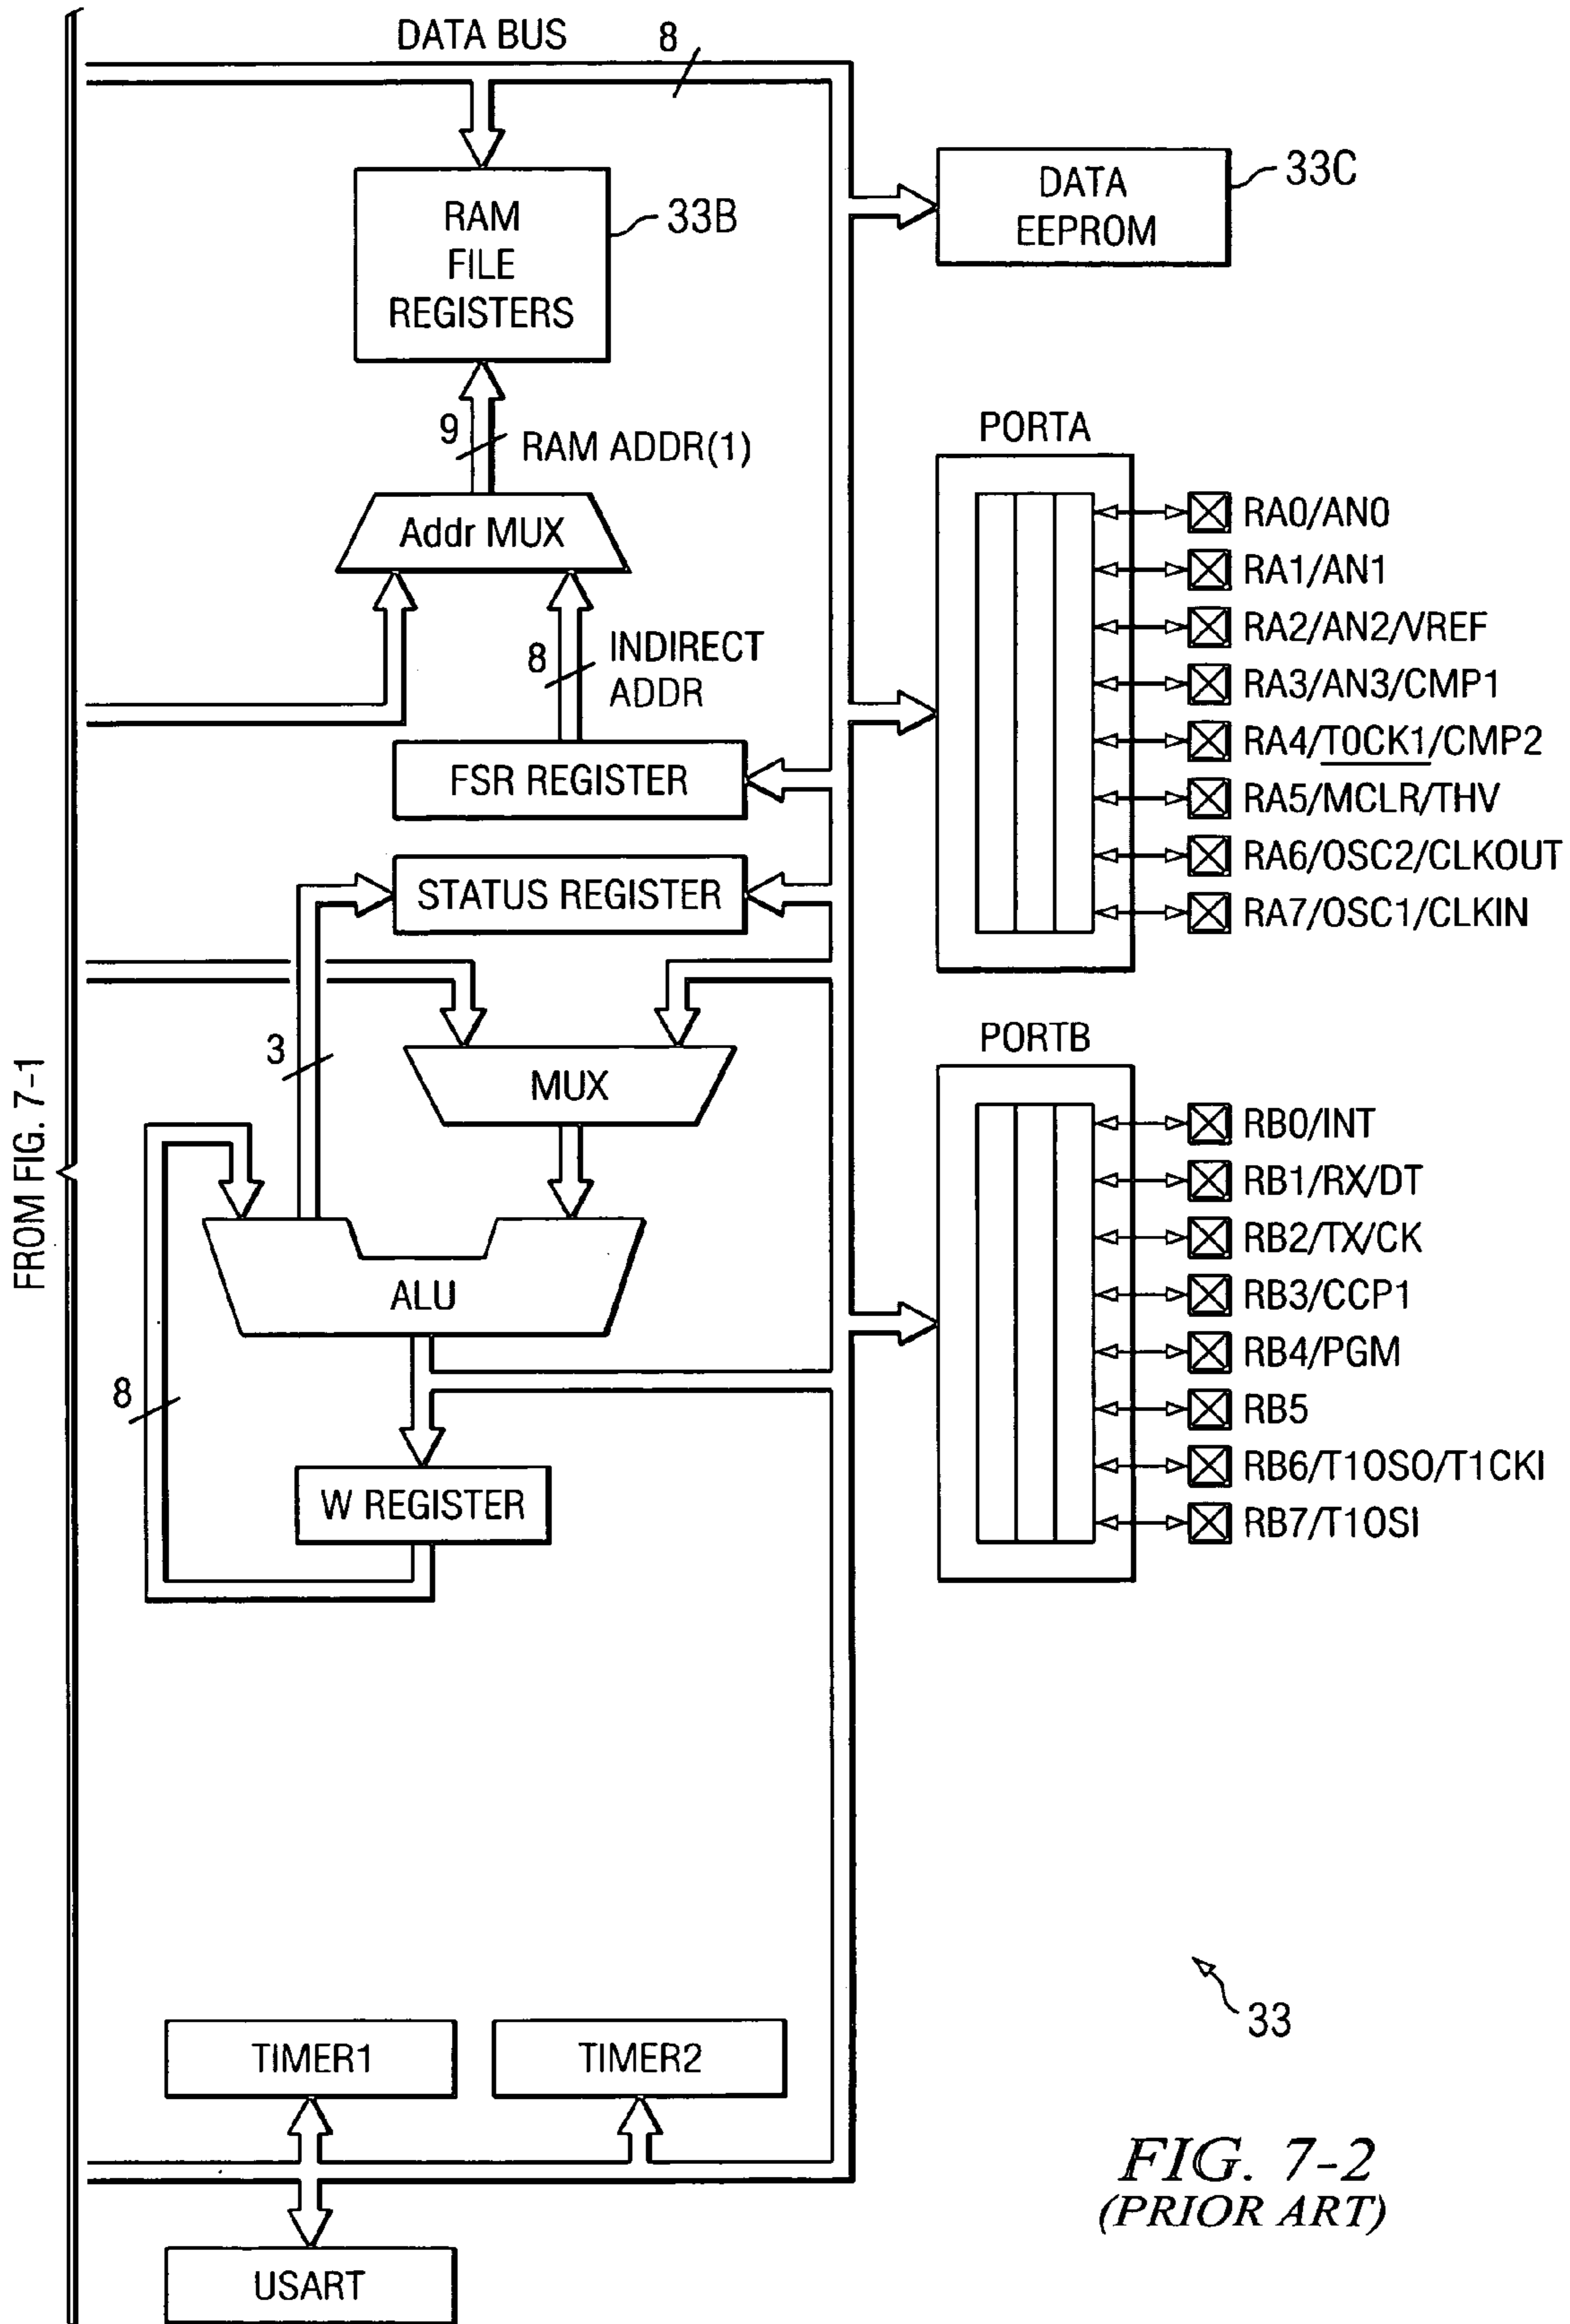 DATA BUS
8
RAM
FILE
REGISTERS
33B
DATA
EEPROM
33C
9
RAM ADDR(1)
Addr MUX
8
INDIRECT
ADDR
FSR REGISTER
STATUS REGISTER
3
MUX
ALU
8
W REGISTER
FROM FIG. 7-1
PORTA
RA0/AN0
RA1/AN1
RA2/AN2/VREF
RA3/AN3/CMP1
RA4/T0CK1/CMP2
RA5/MCLR/THV
RA6/OSC2/CLKOUT
RA7/OSC1/CLKIN
PORTB
RB0/INT
RB1/RX/DT
RB2/TX/CK
RB3/CCP1
RB4/PGM
RB5
RB6/T1OSO/T1CKI
RB7/T1OSI
TIMER1
TIMER2
USART
33
FIG. 7-2
(PRIOR ART)